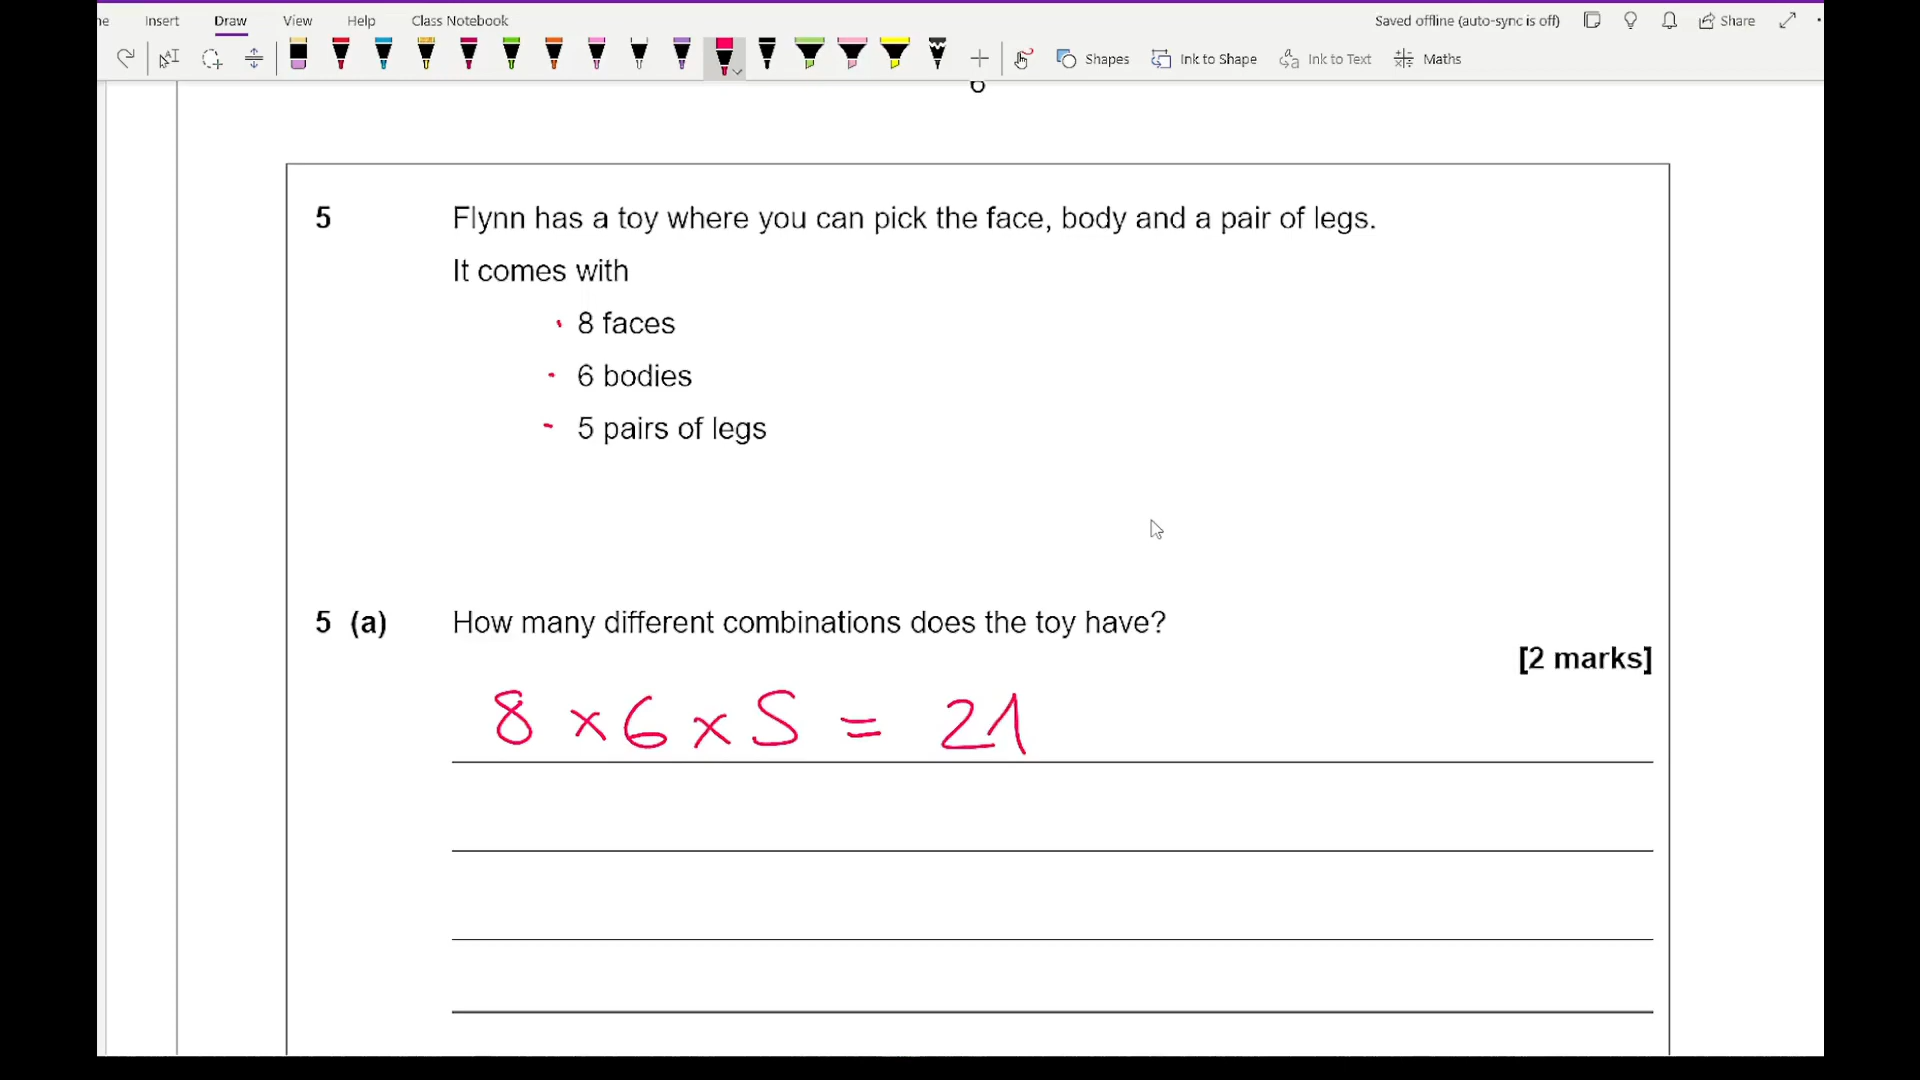 Insert Draw View Help Class Notebook Saved offline (auto-sync is off) Share
Shapes Ink to Shape Ink to Text Maths
5 Flynn has a toy where you can pick the face, body and a pair of legs.
It comes with
8 faces
6 bodies
5 pairs of legs
5 (a) How many different combinations does the toy have?
[2 marks]
8 × 6 × 5 = 21